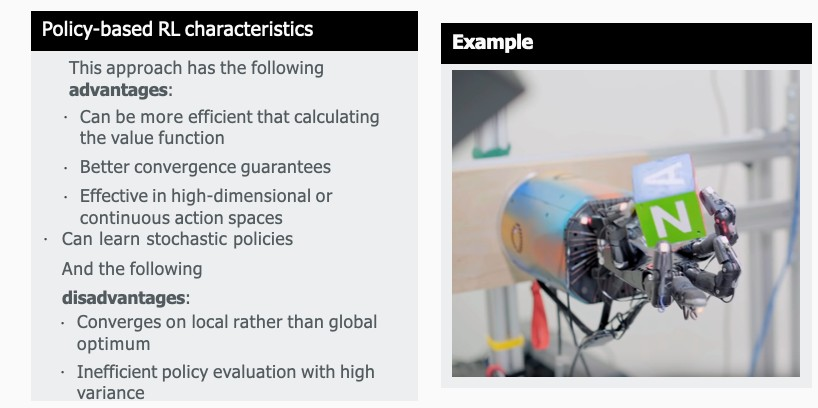 Policy-based RL characteristics
This approach has the following
advantages:
· Can be more efficient that calculating
the value function
· Better convergence guarantees
· Effective in high-dimensional or
continuous action spaces
· Can learn stochastic policies
And the following
disadvantages:
· Converges on local rather than global
optimum
· Inefficient policy evaluation with high
variance
Example
A
N